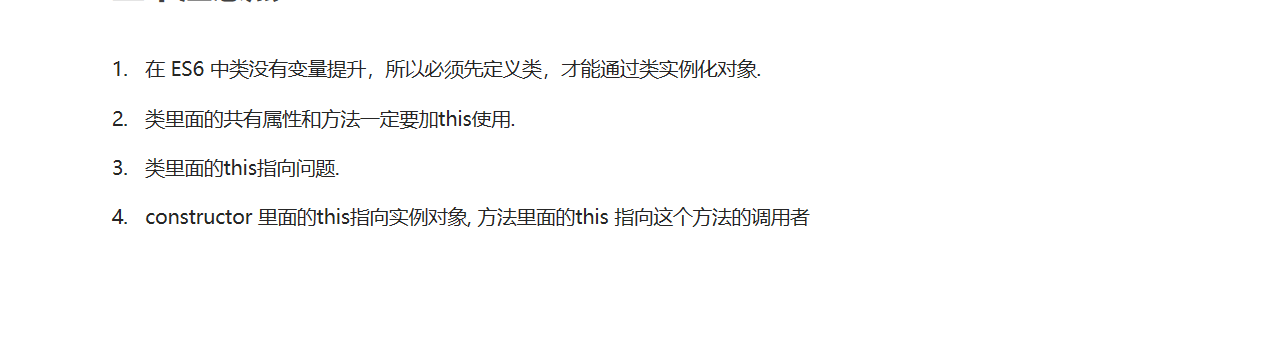 1. 在 ES6 中类没有变量提升，所以必须先定义类，才能通过类实例化对象.
2. 类里面的共有属性和方法一定要加this使用.
3. 类里面的this指向问题.
4. constructor 里面的this指向实例对象, 方法里面的this 指向这个方法的调用者